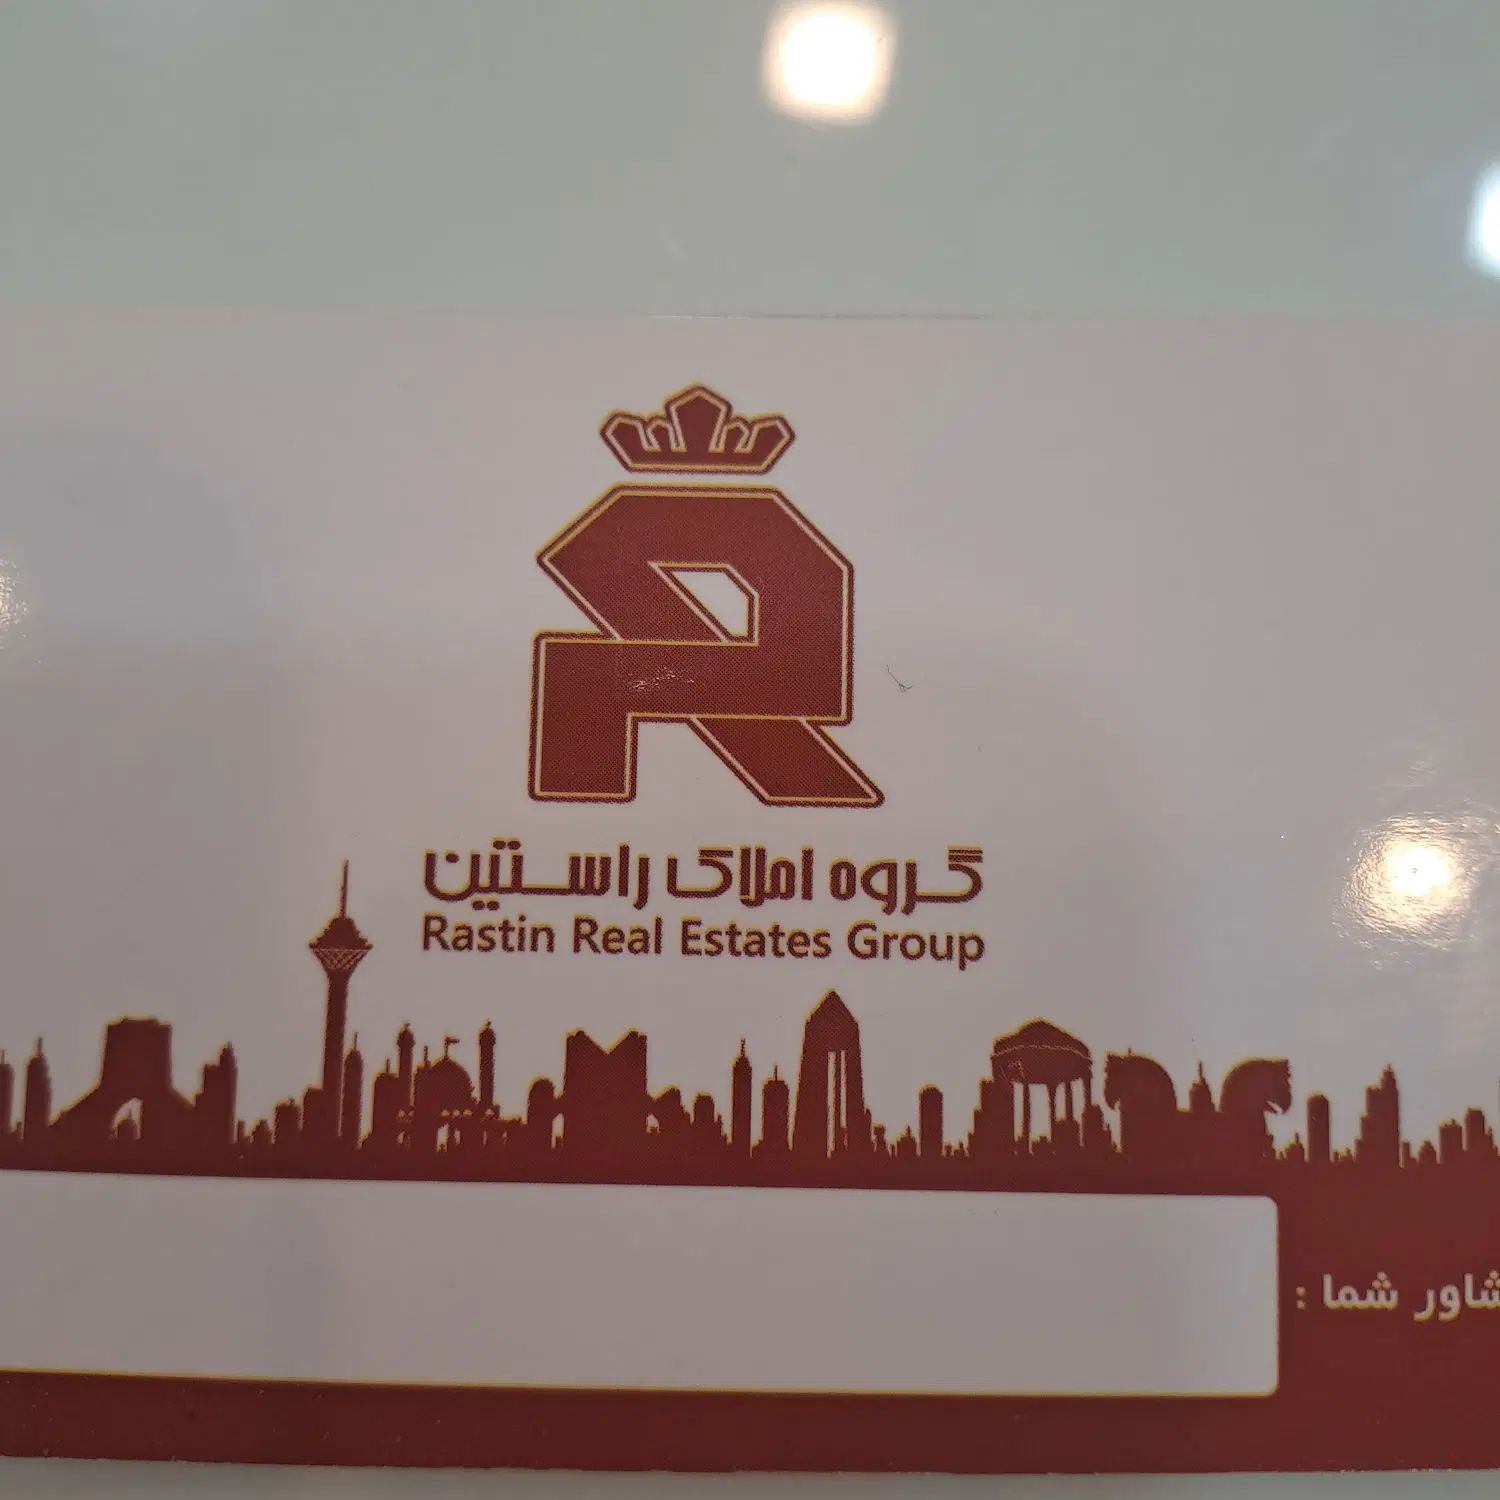 گروه املاک راستین
Rastin Real Estates Group
شاور شما :